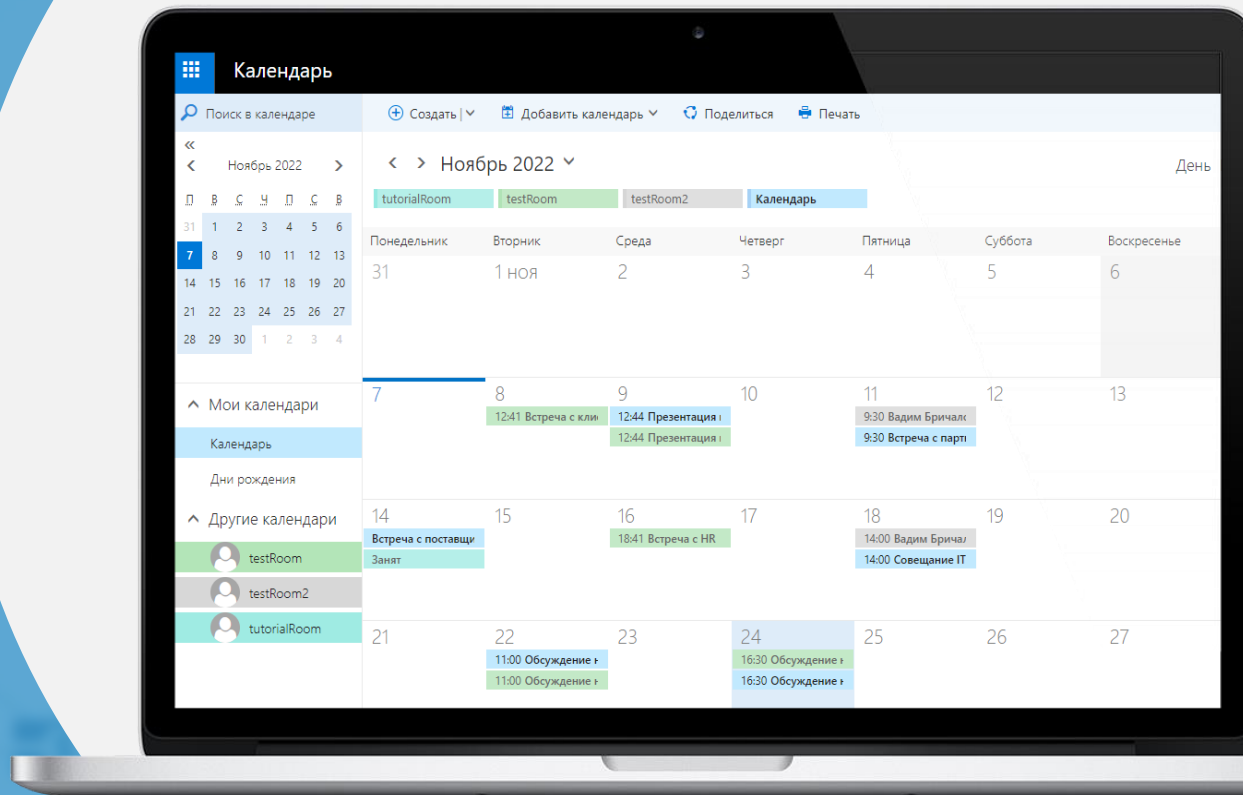 Календарь
Поиск в календаре
Создать
Добавить календарь
Поделиться
Печать
Ноябрь 2022
П В С Ч П С В
31 1 2 3 4 5 6
7 8 9 10 11 12 13
14 15 16 17 18 19 20
21 22 23 24 25 26 27
28 29 30 1 2 3 4
Мои календари
Календарь
Дни рождения
Другие календари
testRoom
testRoom2
tutorialRoom
Ноябрь 2022
День
tutorialRoom testRoom testRoom2 Календарь
Понедельник Вторник Среда Четверг Пятница Суббота Воскресенье
31 1 ноя 2 3 4 5 6
7 8 9 10 11 12 13
12:41 Встреча с кли 12:44 Презентация 9:30 Вадим Бричал
12:44 Презентация 9:30 Встреча с парт
14 15 16 17 18 19 20
Встреча с поставщи 18:41 Встреча с HR 14:00 Вадим Бричал
Занят 14:00 Совещание IT
21 22 23 24 25 26 27
11:00 Обсуждение 16:30 Обсуждение
11:00 Обсуждение 16:30 Обсуждение